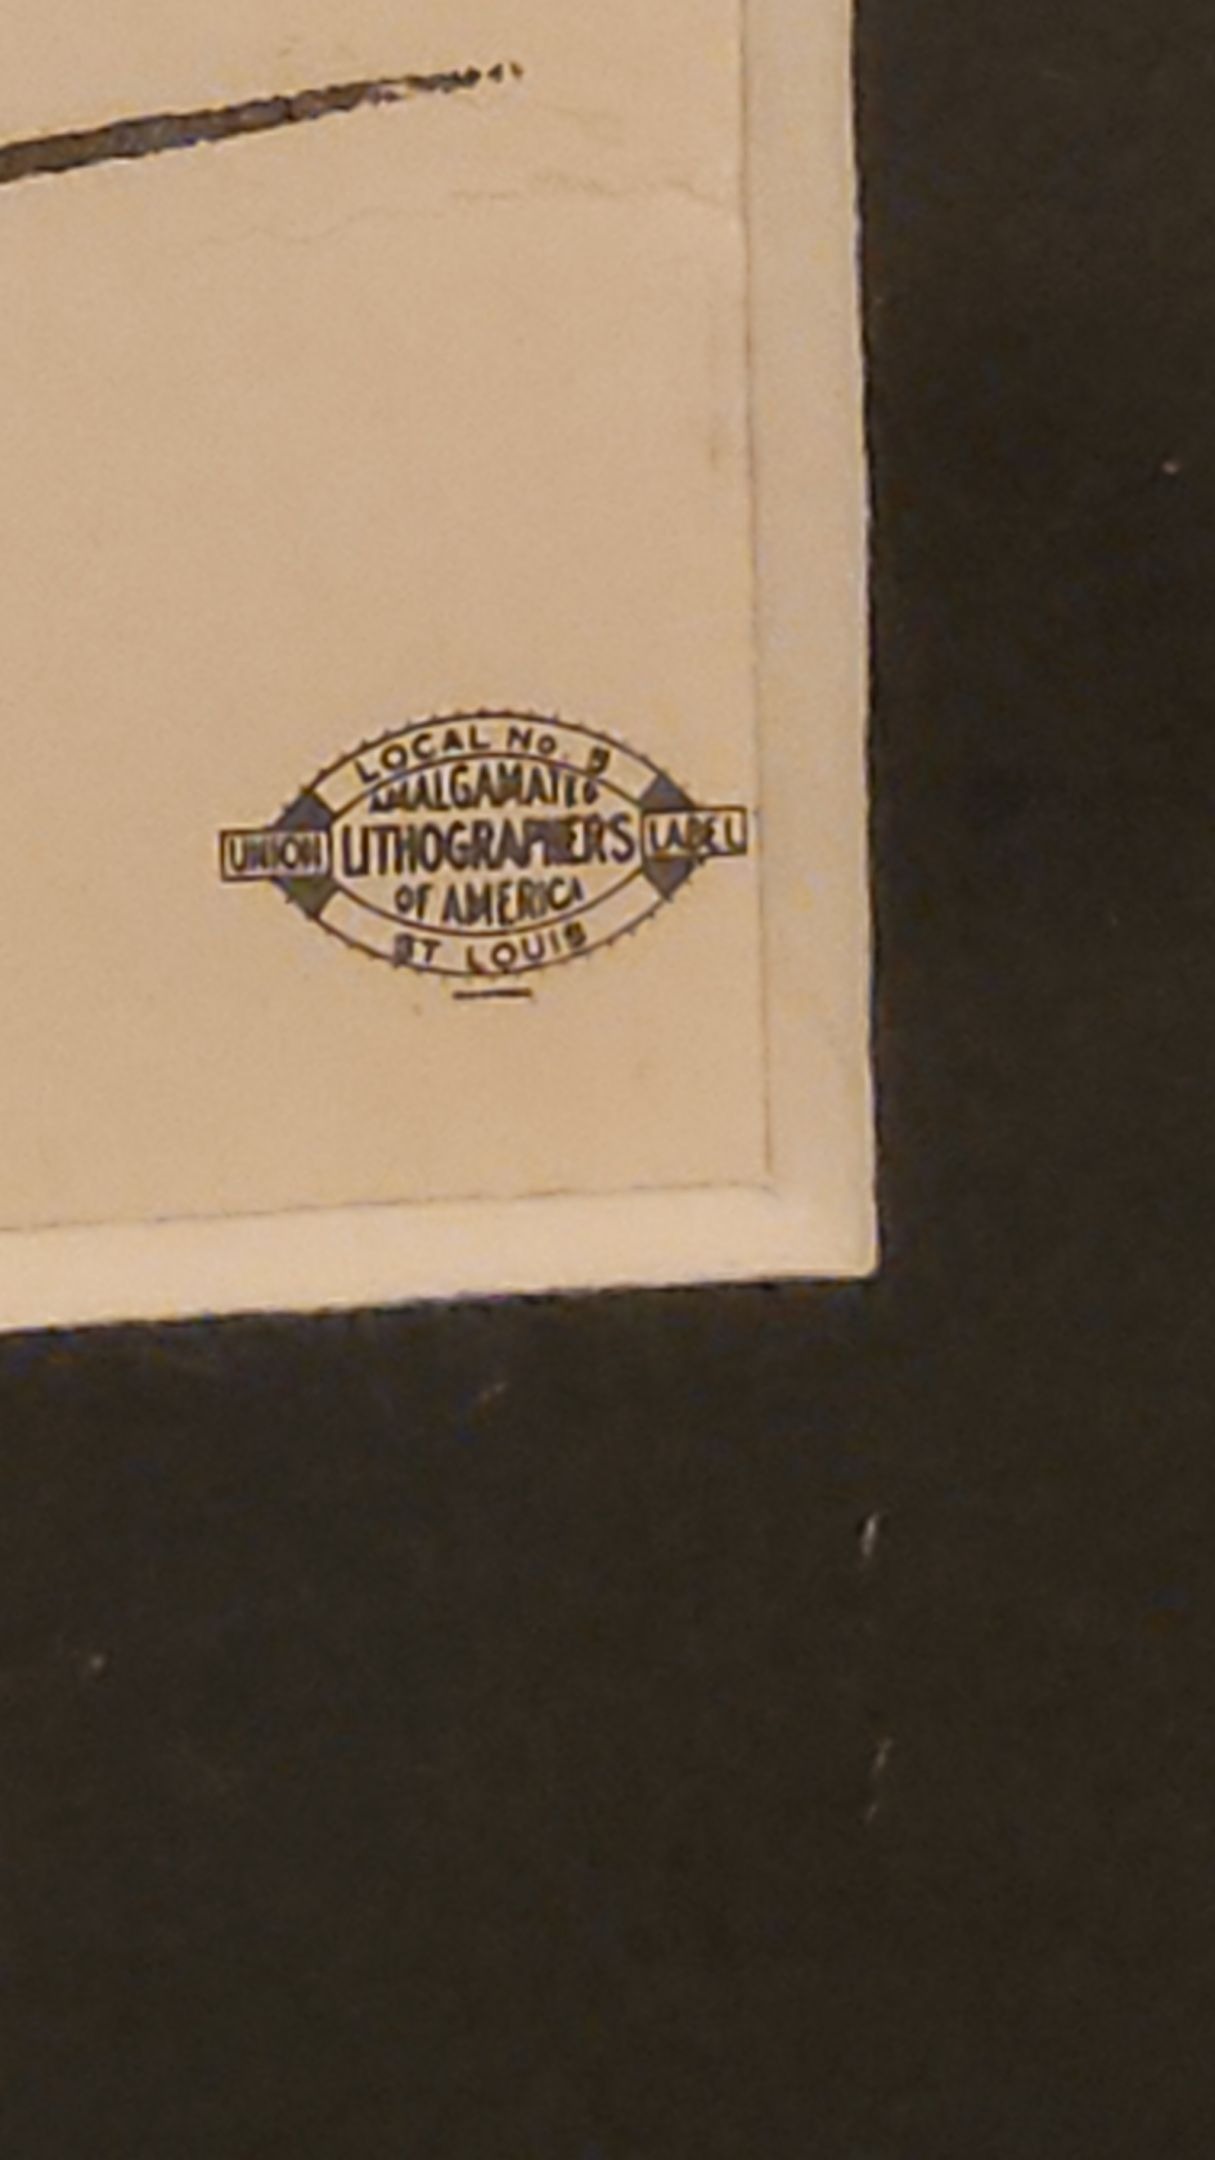 LOCAL No. 5
AMALGAMATED
UNION LITHOGRAPHERS LABEL
OF AMERICA
ST LOUIS